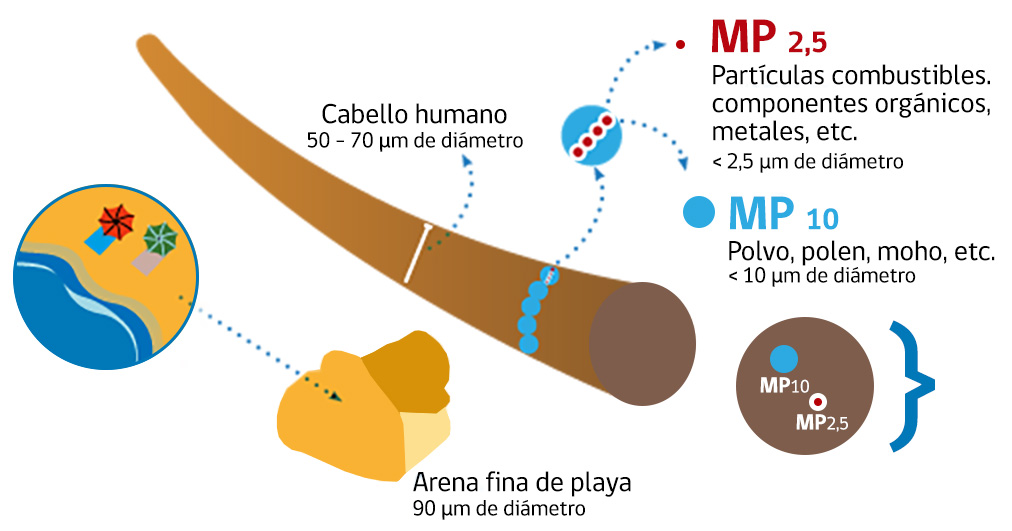 MP 2,5
Partículas combustibles.
componentes orgánicos,
metales, etc.
< 2,5 µm de diámetro
Cabello humano
50 - 70 µm de diámetro
MP 10
Polvo, polen, moho, etc.
< 10 µm de diámetro
MP10
MP2,5
Arena fina de playa
90 µm de diámetro